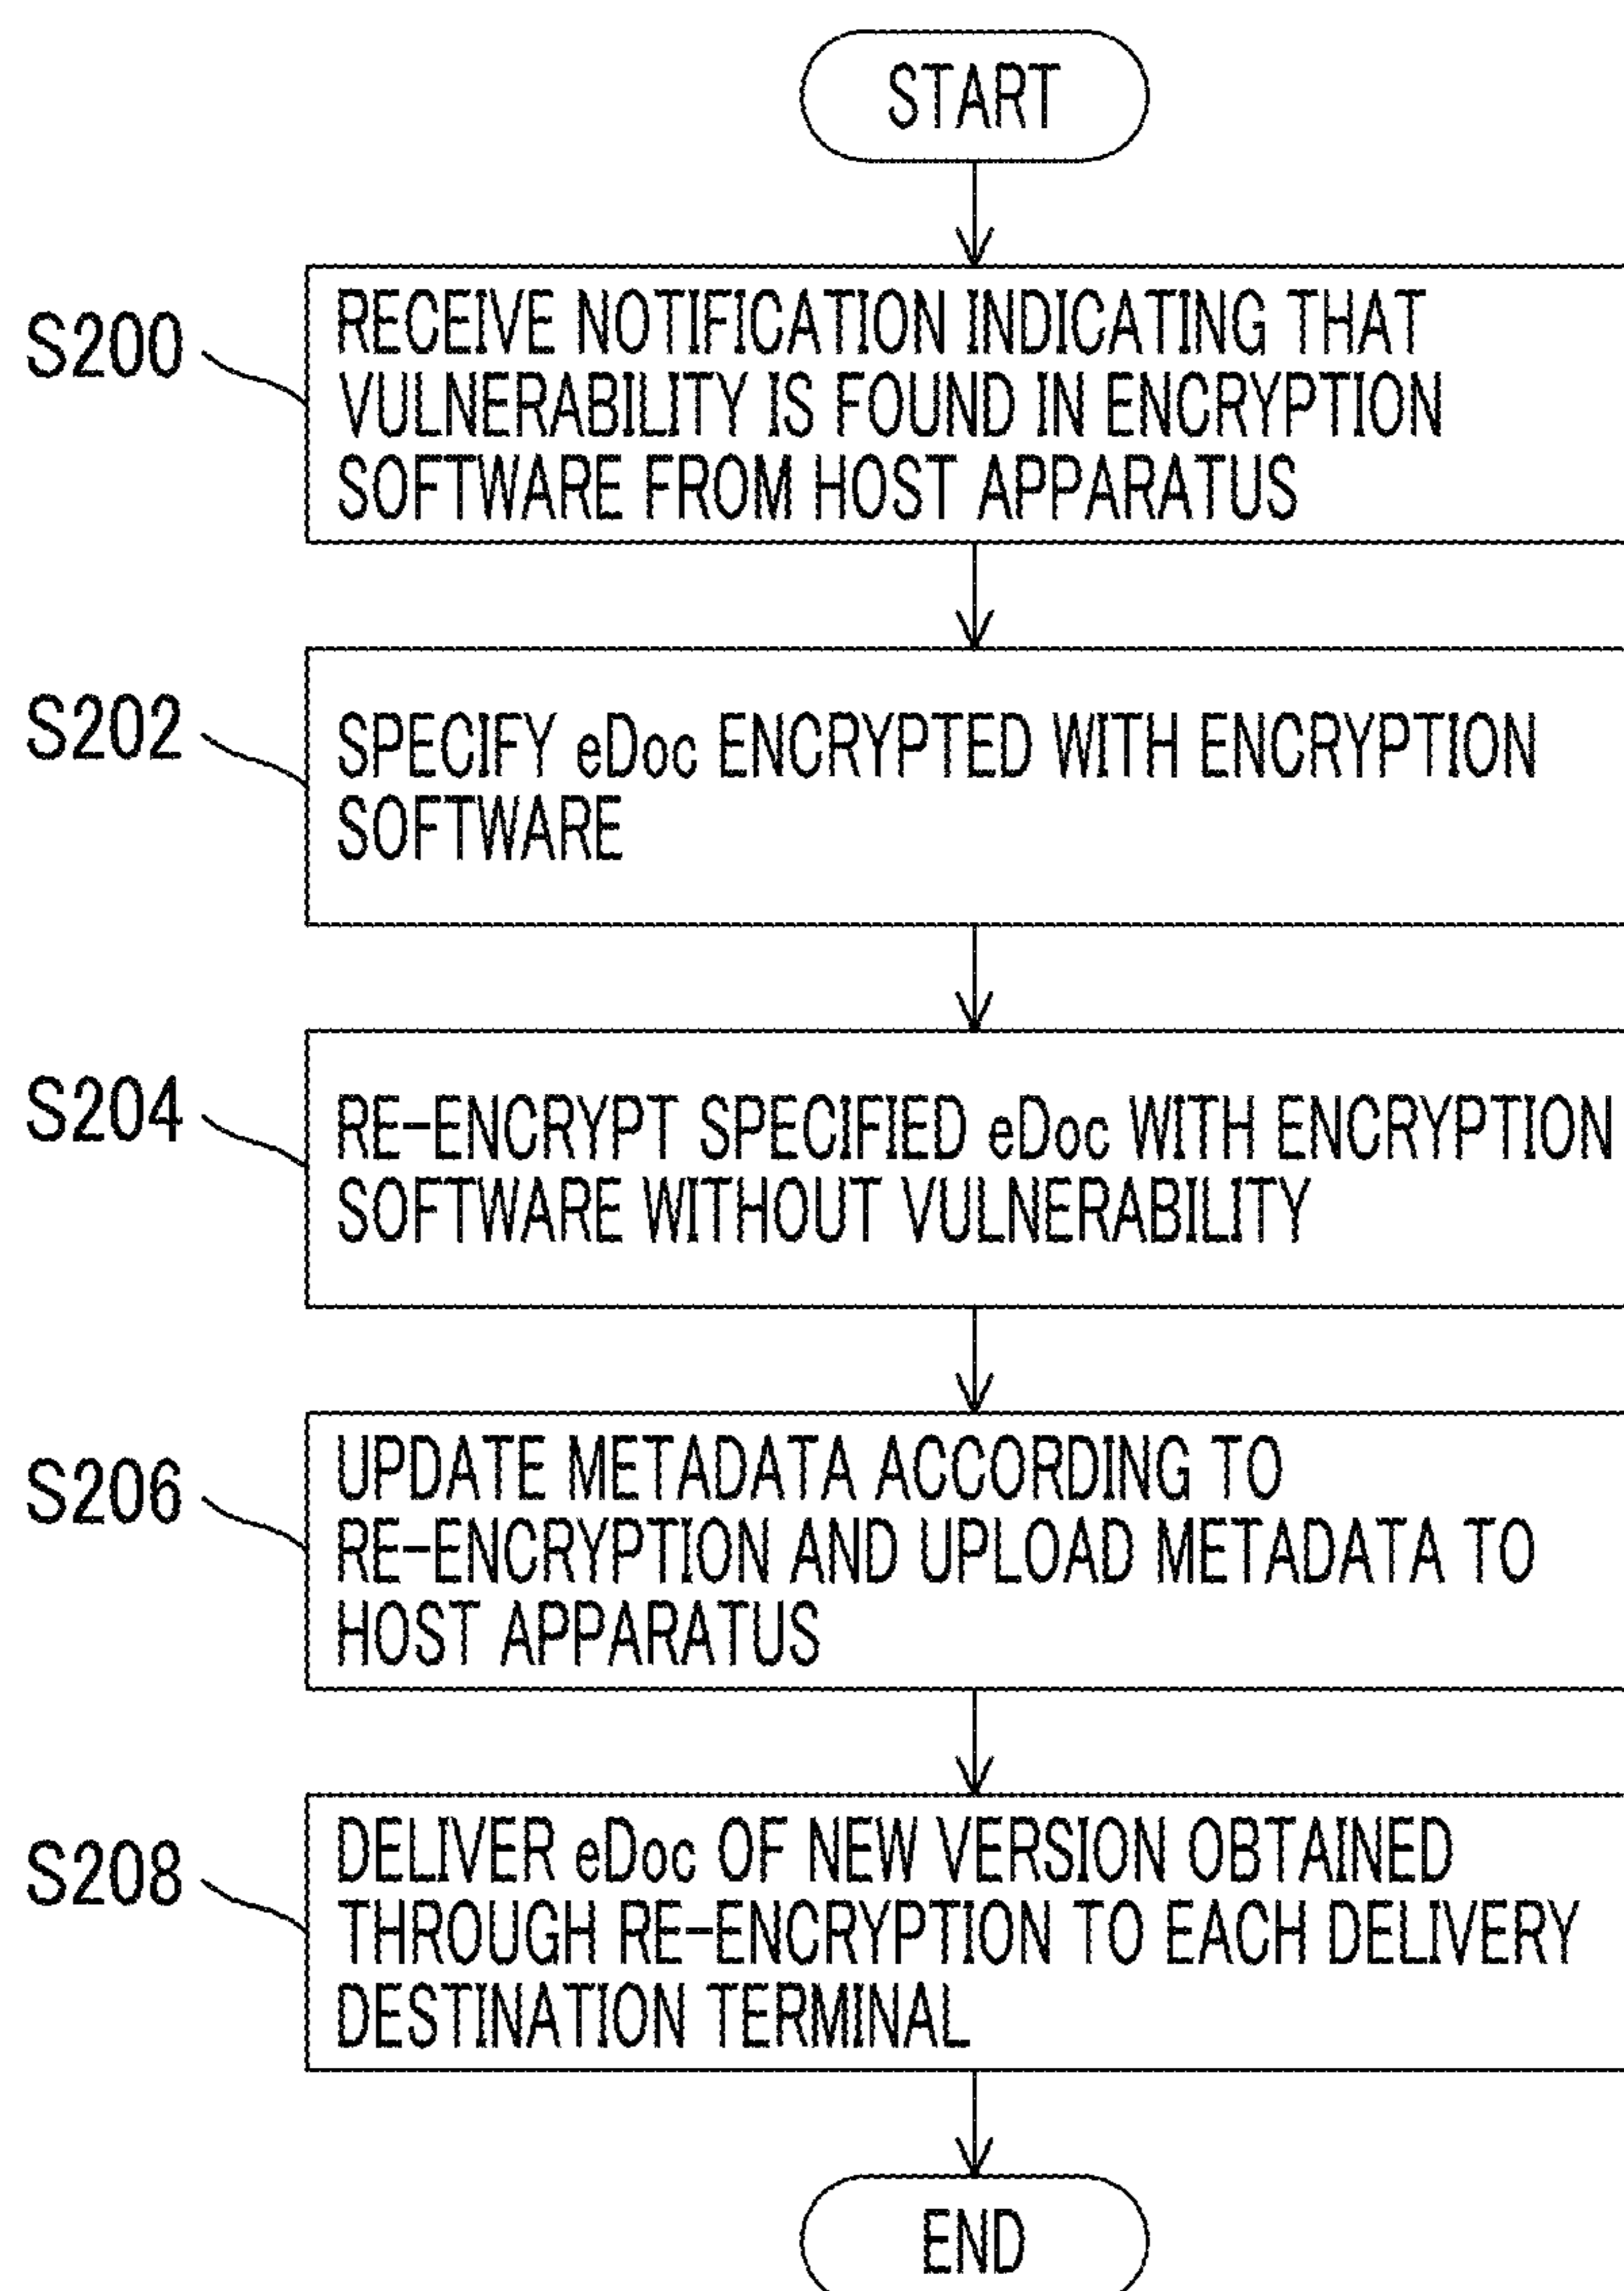 START
S200
RECEIVE NOTIFICATION INDICATING THAT
VULNERABILITY IS FOUND IN ENCRYPTION
SOFTWARE FROM HOST APPARATUS
S202
SPECIFY eDoc ENCRYPTED WITH ENCRYPTION
SOFTWARE
S204
RE-ENCRYPT SPECIFIED eDoc WITH ENCRYPTION
SOFTWARE WITHOUT VULNERABILITY
S206
UPDATE METADATA ACCORDING TO
RE-ENCRYPTION AND UPLOAD METADATA TO
HOST APPARATUS
S208
DELIVER eDoc OF NEW VERSION OBTAINED
THROUGH RE-ENCRYPTION TO EACH DELIVERY
DESTINATION TERMINAL
END